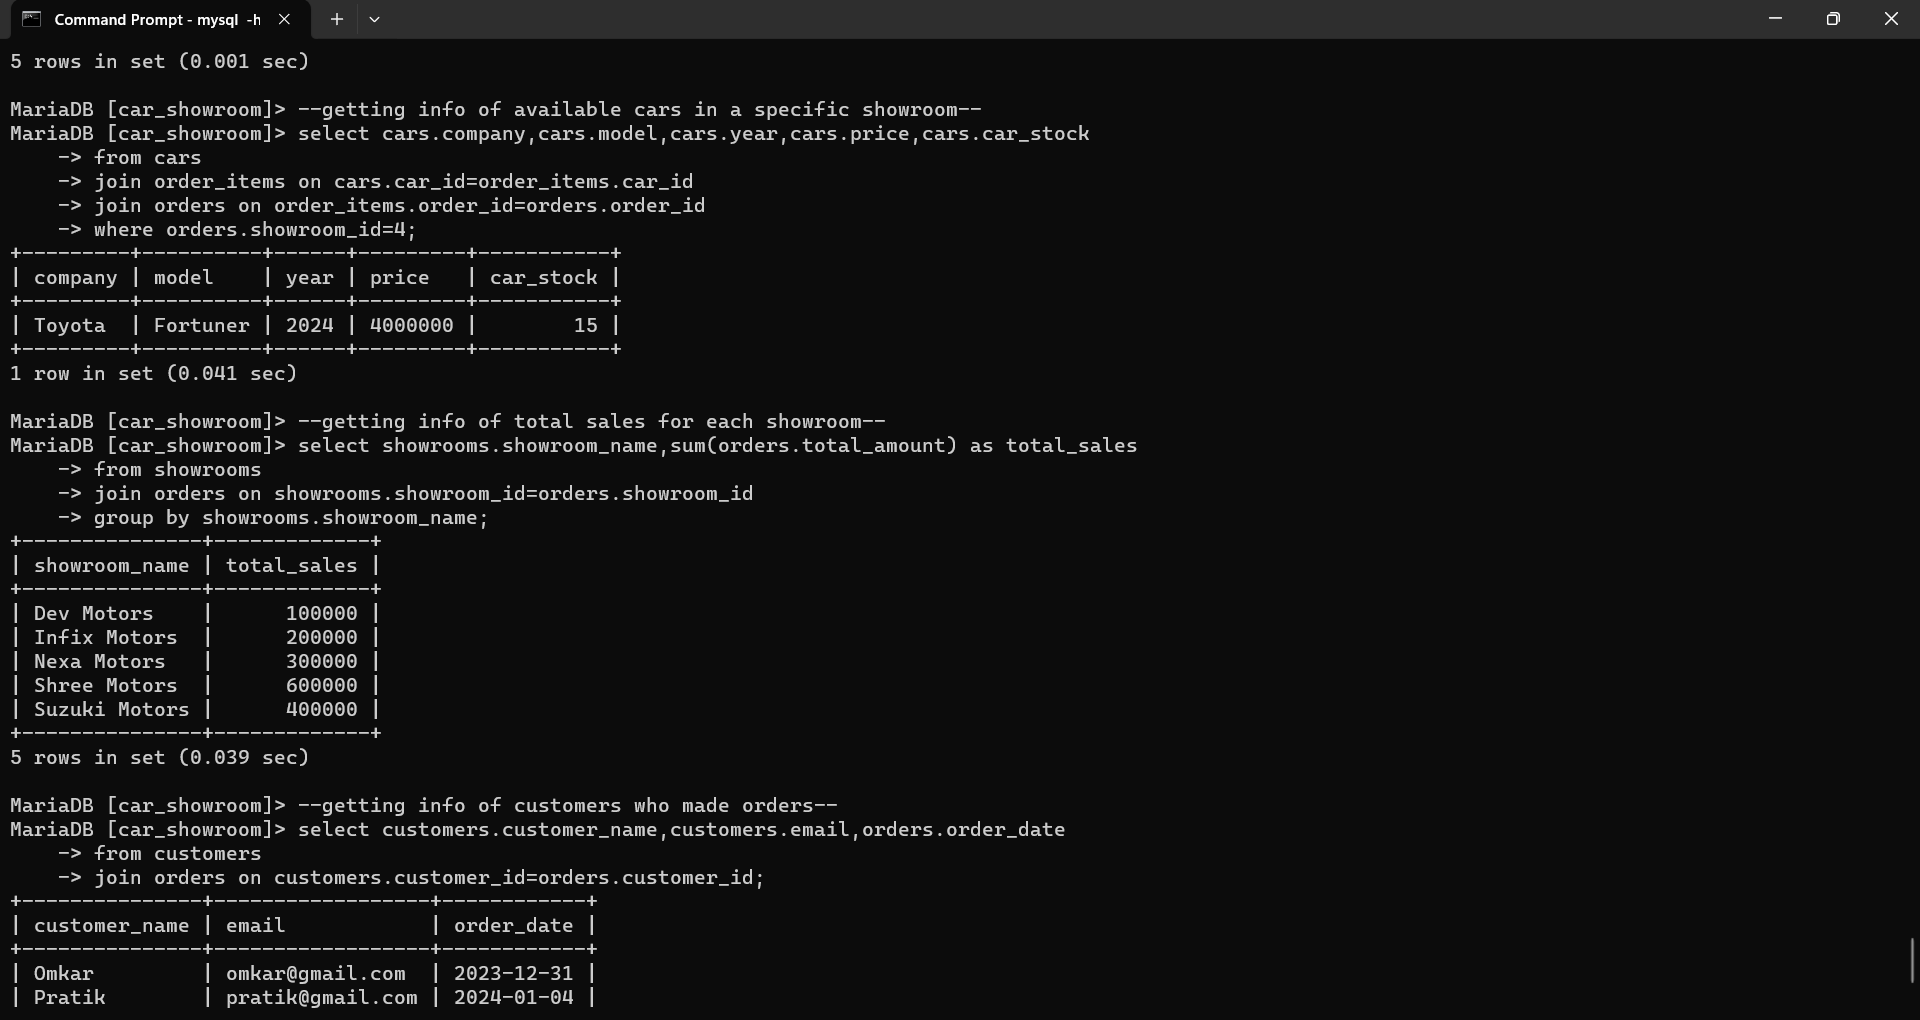 Command Prompt - mysql -h
5 rows in set (0.001 sec)
MariaDB [car_showroom]> --getting info of available cars in a specific showroom--
MariaDB [car_showroom]> select cars.company,cars.model,cars.year,cars.price,cars.car_stock
    -> from cars
    -> join order_items on cars.car_id=order_items.car_id
    -> join orders on order_items.order_id=orders.order_id
    -> where orders.showroom_id=4;
+---------+----------+------+---------+-----------+
| company | model    | year | price   | car_stock |
+---------+----------+------+---------+-----------+
| Toyota  | Fortuner | 2024 | 4000000 |        15 |
+---------+----------+------+---------+-----------+
1 row in set (0.041 sec)
MariaDB [car_showroom]> --getting info of total sales for each showroom--
MariaDB [car_showroom]> select showrooms.showroom_name,sum(orders.total_amount) as total_sales
    -> from showrooms
    -> join orders on showrooms.showroom_id=orders.showroom_id
    -> group by showrooms.showroom_name;
+---------------+-------------+
| showroom_name | total_sales |
+---------------+-------------+
| Dev Motors    |      100000 |
| Infix Motors  |      200000 |
| Nexa Motors   |      300000 |
| Shree Motors  |      600000 |
| Suzuki Motors |      400000 |
+---------------+-------------+
5 rows in set (0.039 sec)
MariaDB [car_showroom]> --getting info of customers who made orders--
MariaDB [car_showroom]> select customers.customer_name,customers.email,orders.order_date
    -> from customers
    -> join orders on customers.customer_id=orders.customer_id;
+---------------+------------------+------------+
| customer_name | email            | order_date |
+---------------+------------------+------------+
| Omkar         | omkar@gmail.com  | 2023-12-31 |
| Pratik        | pratik@gmail.com | 2024-01-04 |